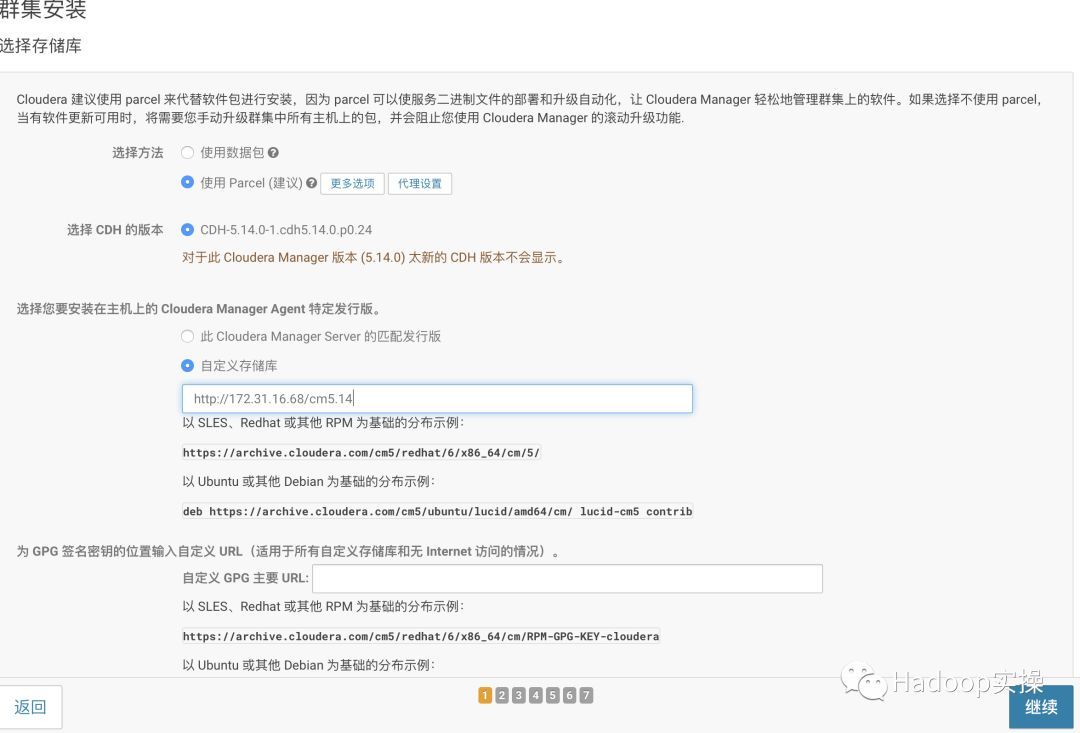 群集安装
选择存储库
Cloudera 建议使用 parcel 来代替软件包进行安装，因为 parcel 可以使服务二进制文件的部署和升级自动化，让 Cloudera Manager 轻松地管理群集上的软件。如果选择不使用 parcel，
当有软件更新可用时，将需要您手动升级群集中所有主机上的包，并会阻止您使用 Cloudera Manager 的滚动升级功能.
选择方法 使用数据包
使用 Parcel (建议) 更多选项 代理设置
选择 CDH 的版本 CDH-5.14.0-1.cdh5.14.0.p0.24
对于此 Cloudera Manager 版本 (5.14.0) 太新的 CDH 版本不会显示。
选择您要安装在主机上的 Cloudera Manager Agent 特定发行版。
此 Cloudera Manager Server 的匹配发行版
自定义存储库
http://172.31.16.68/cm5.14
以 SLES、Redhat 或其他 RPM 为基础的分布示例：
https://archive.cloudera.com/cm5/redhat/6/x86_64/cm/5/
以 Ubuntu 或其他 Debian 为基础的分布示例：
deb https://archive.cloudera.com/cm5/ubuntu/lucid/amd64/cm/ lucid-cm5 contrib
为 GPG 签名密钥的位置输入自定义 URL（适用于所有自定义存储库和无 Internet 访问的情况）。
自定义 GPG 主要 URL:
以 SLES、Redhat 或其他 RPM 为基础的分布示例：
https://archive.cloudera.com/cm5/redhat/6/x86_64/cm/RPM-GPG-KEY-cloudera
以 Ubuntu 或其他 Debian 为基础的分布示例：
Hadoop实操
返回 1 2 3 4 5 6 7 继续